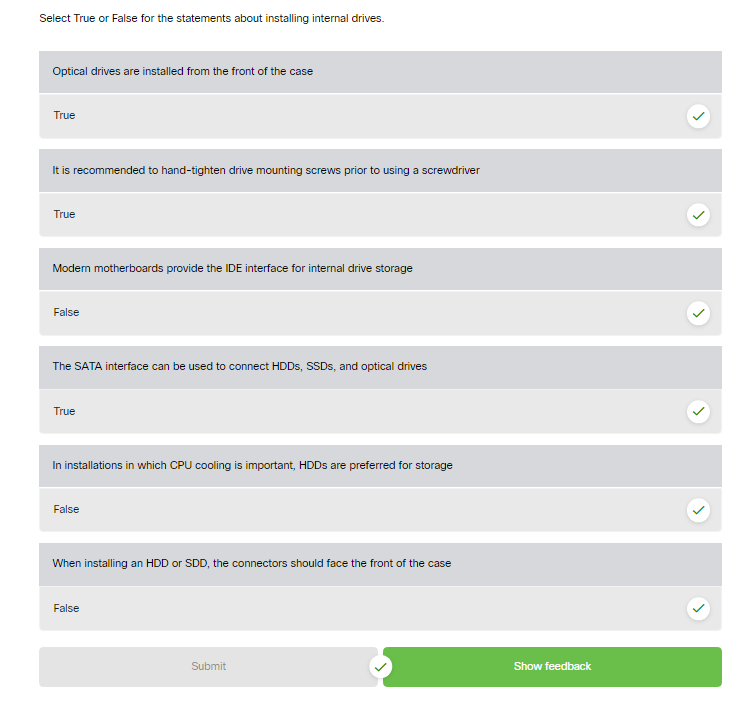 Select True or False for the statements about installing internal drives.
Optical drives are installed from the front of the case
True
It is recommended to hand-tighten drive mounting screws prior to using a screwdriver
True
Modern motherboards provide the IDE interface for internal drive storage
False
The SATA interface can be used to connect HDDs, SSDs, and optical drives
True
In installations in which CPU cooling is important, HDDs are preferred for storage
False
When installing an HDD or SDD, the connectors should face the front of the case
False
Submit
Show feedback